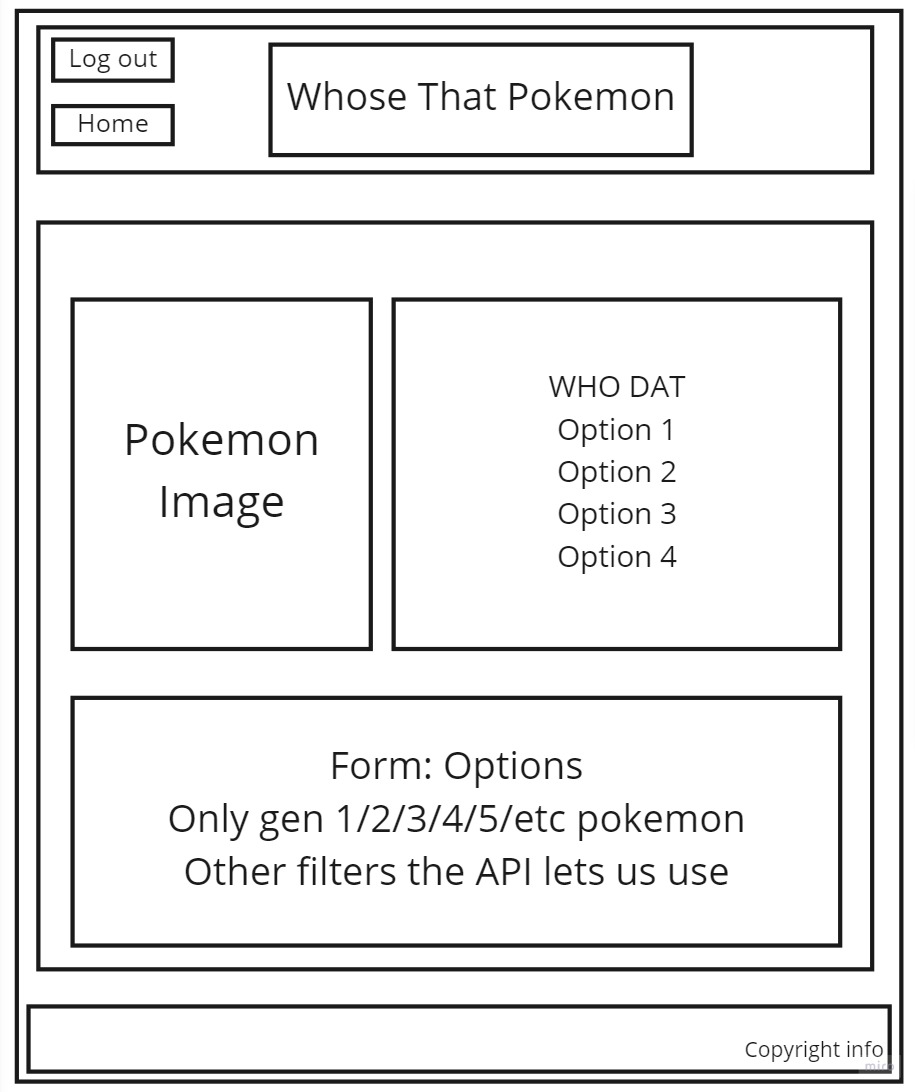 Log out
Home
Whose That Pokemon
Pokemon
Image
WHO DAT
Option 1
Option 2
Option 3
Option 4
Form: Options
Only gen 1/2/3/4/5/etc pokemon
Other filters the API lets us use
Copyright info
miro